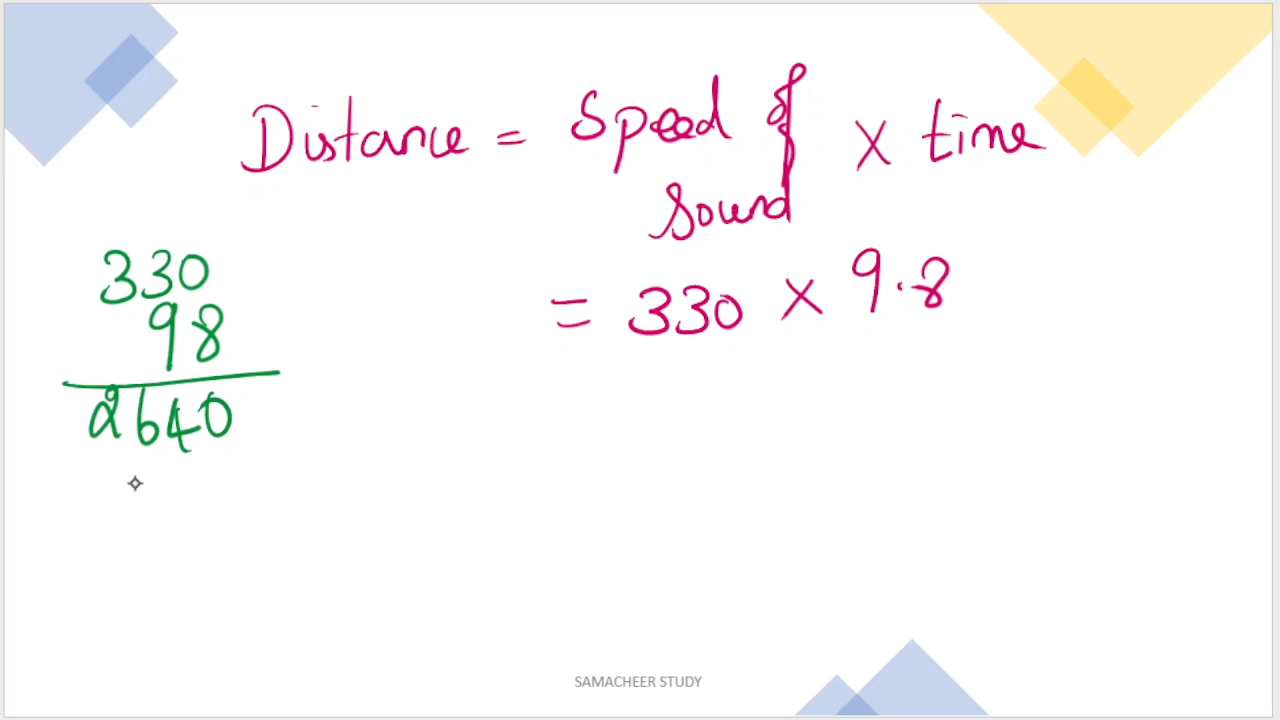 Distance = Speed of Sound × time
= 330 × 9.8
330
98
2640
SAMACHEER STUDY